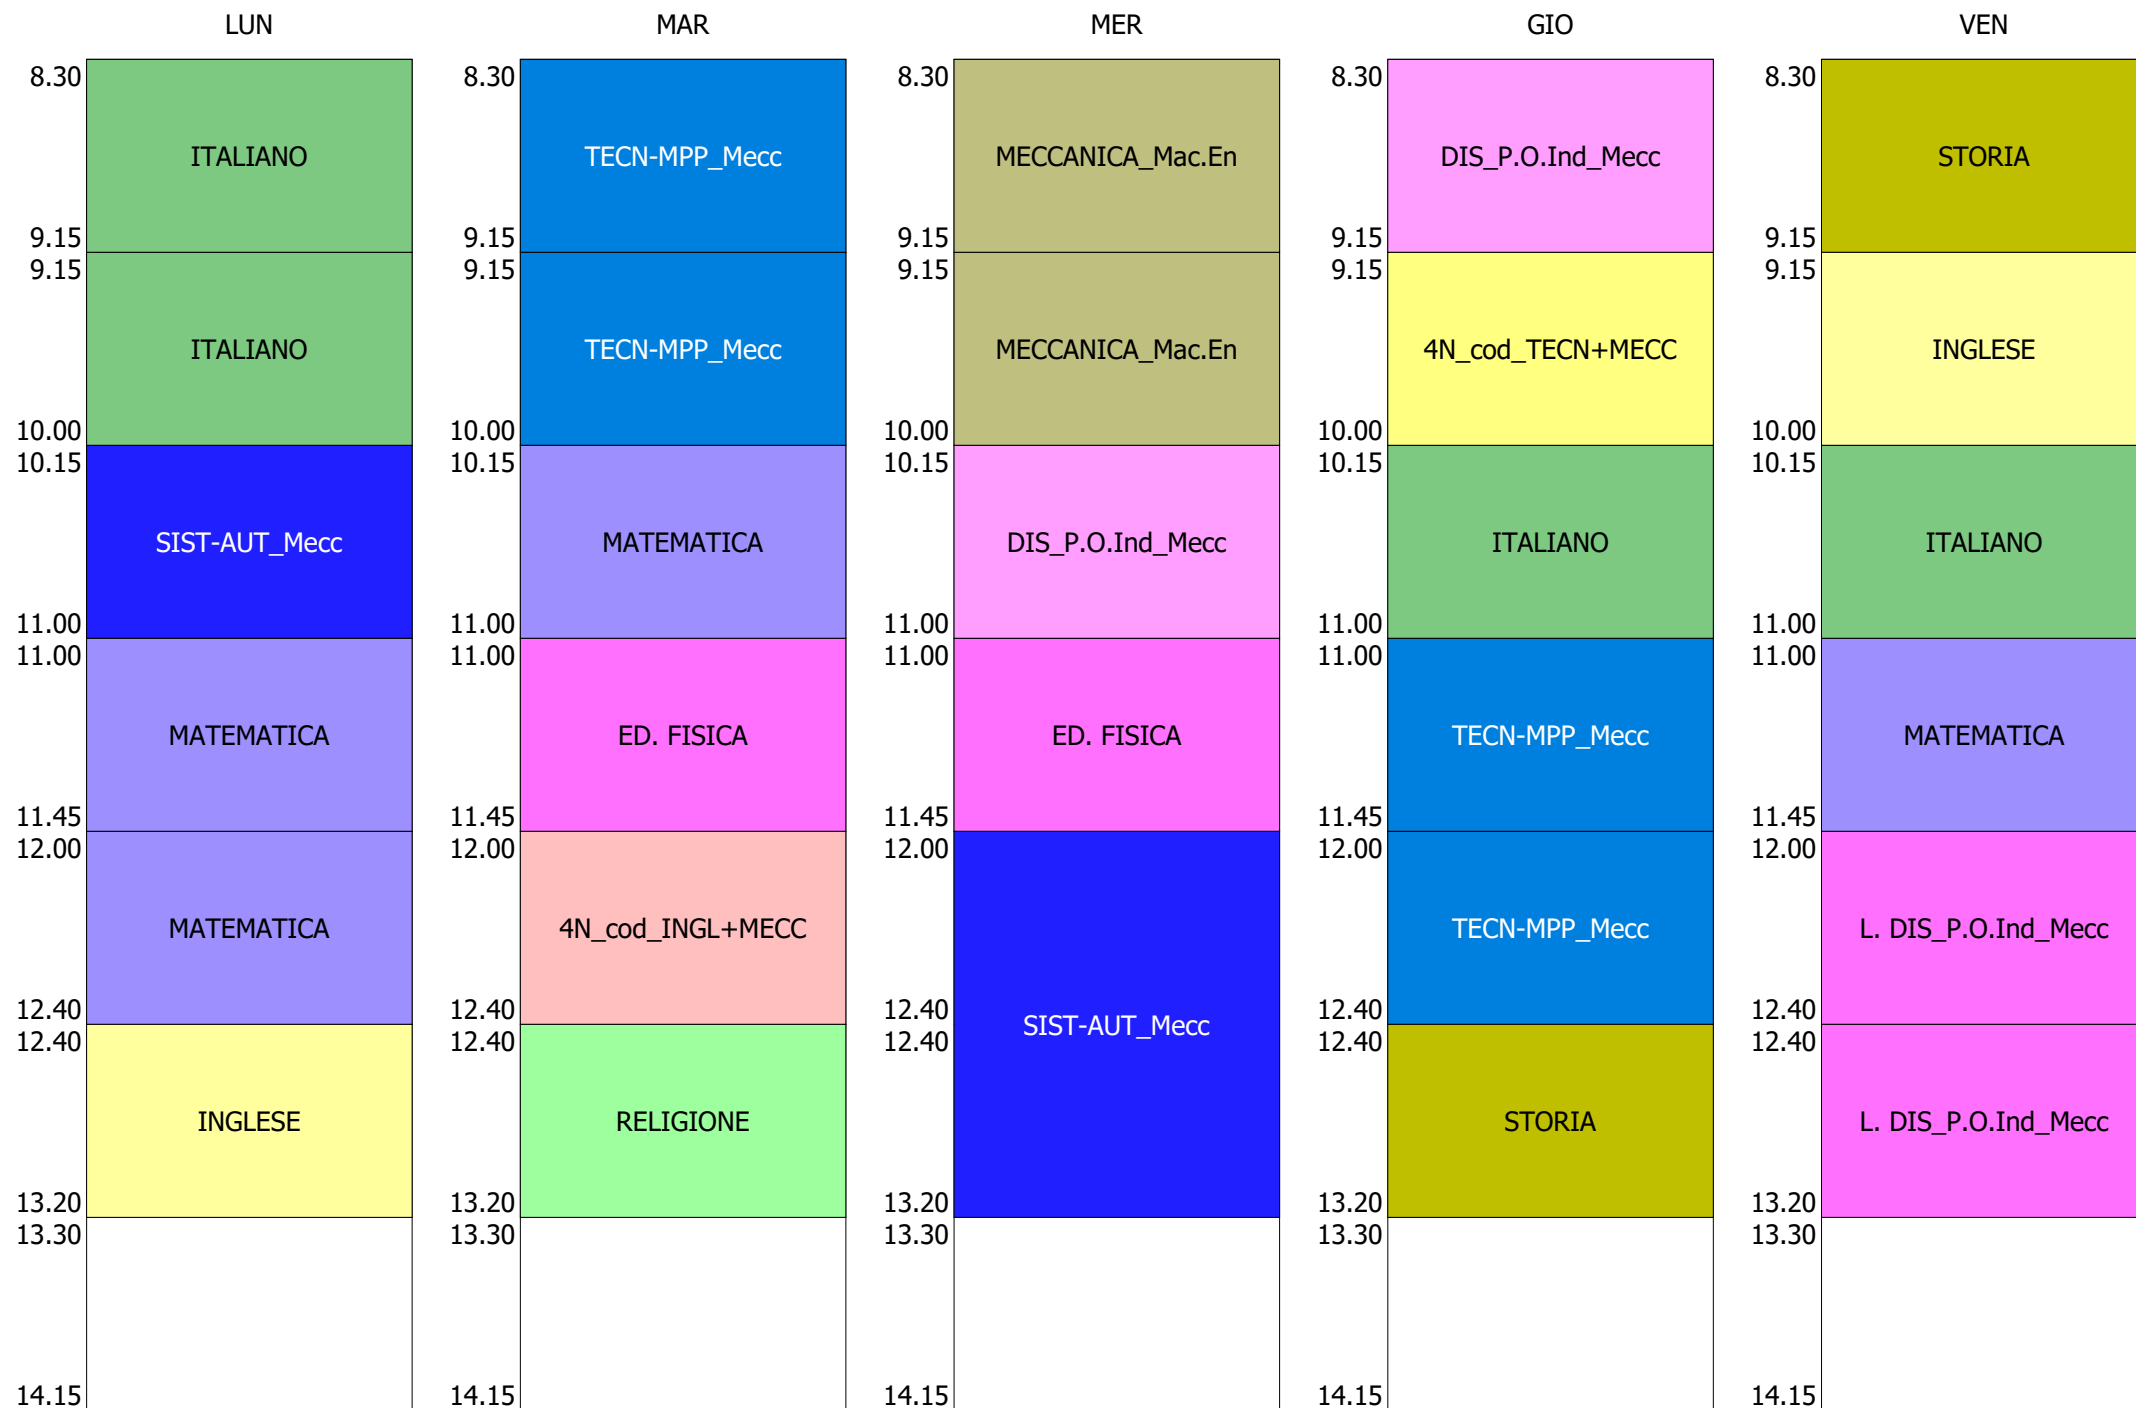 LUN MAR MER GIO VEN
8.30 8.30 8.30 8.30 8.30
ITALIANO TECN-MPP_Mecc MECCANICA_Mac.En DIS_P.O.Ind_Mecc STORIA
9.15 9.15 9.15 9.15 9.15
9.15 9.15 9.15 9.15 9.15
ITALIANO TECN-MPP_Mecc MECCANICA_Mac.En 4N_cod_TECN+MECC INGLESE
10.00 10.00 10.00 10.00 10.00
10.15 10.15 10.15 10.15 10.15
SIST-AUT_Mecc MATEMATICA DIS_P.O.Ind_Mecc ITALIANO ITALIANO
11.00 11.00 11.00 11.00 11.00
11.00 11.00 11.00 11.00 11.00
MATEMATICA ED. FISICA ED. FISICA TECN-MPP_Mecc MATEMATICA
11.45 11.45 11.45 11.45 11.45
12.00 12.00 12.00 12.00 12.00
MATEMATICA 4N_cod_INGL+MECC TECN-MPP_Mecc L. DIS_P.O.Ind_Mecc
12.40 12.40 12.40 12.40 12.40
SIST-AUT_Mecc
12.40 12.40 12.40 12.40 12.40
INGLESE RELIGIONE STORIA L. DIS_P.O.Ind_Mecc
13.20 13.20 13.20 13.20 13.20
13.30 13.30 13.30 13.30 13.30
14.15 14.15 14.15 14.15 14.15